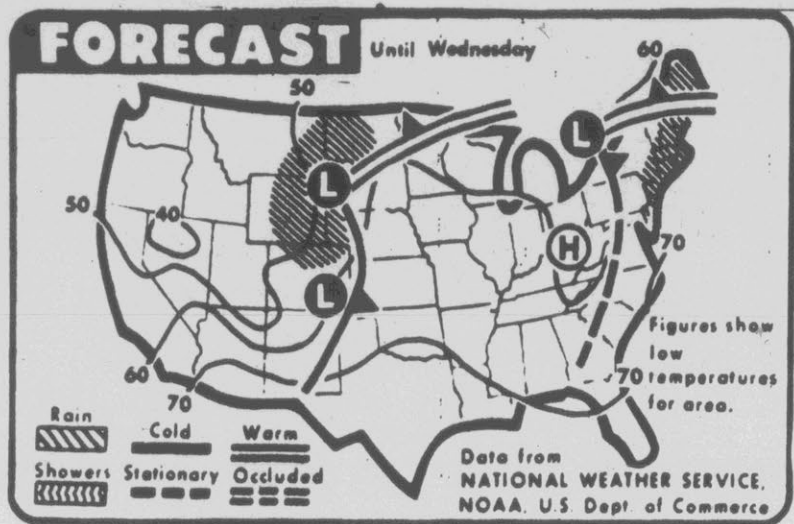 FORECAST Until Wednesday
60
50
L
L
50
40
H
70
L
Figures show
low
temperatures
for area.
60
70
70
Rain
Cold
Warm
Showers
Stationary
Occluded
Data from
NATIONAL WEATHER SERVICE,
NOAA, U.S. Dept. of Commerce